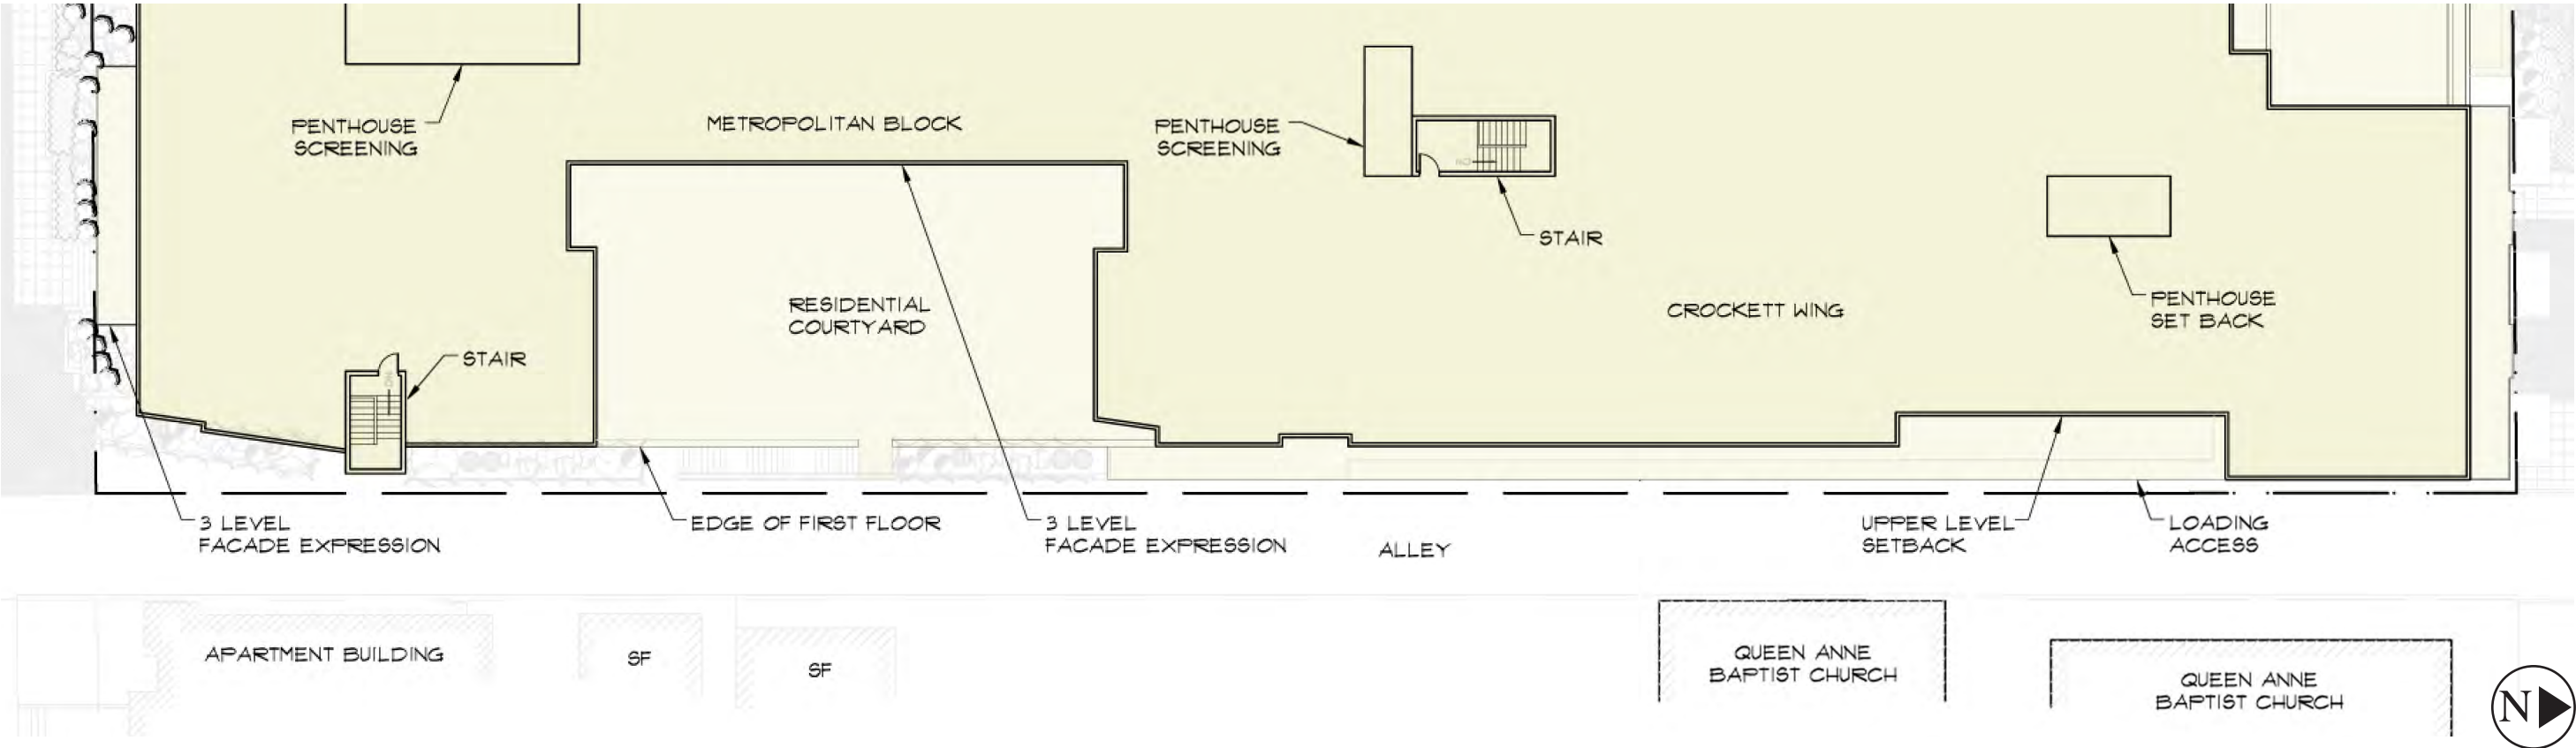 PENTHOUSE
SCREENING
METROPOLITAN BLOCK
PENTHOUSE
SCREENING
DN
STAIR
RESIDENTIAL
COURTYARD
CROCKETT WING
PENTHOUSE
SET BACK
STAIR
DN
3 LEVEL
FACADE EXPRESSION
EDGE OF FIRST FLOOR
3 LEVEL
FACADE EXPRESSION
ALLEY
UPPER LEVEL
SETBACK
LOADING
ACCESS
APARTMENT BUILDING
SF
SF
QUEEN ANNE
BAPTIST CHURCH
QUEEN ANNE
BAPTIST CHURCH
N